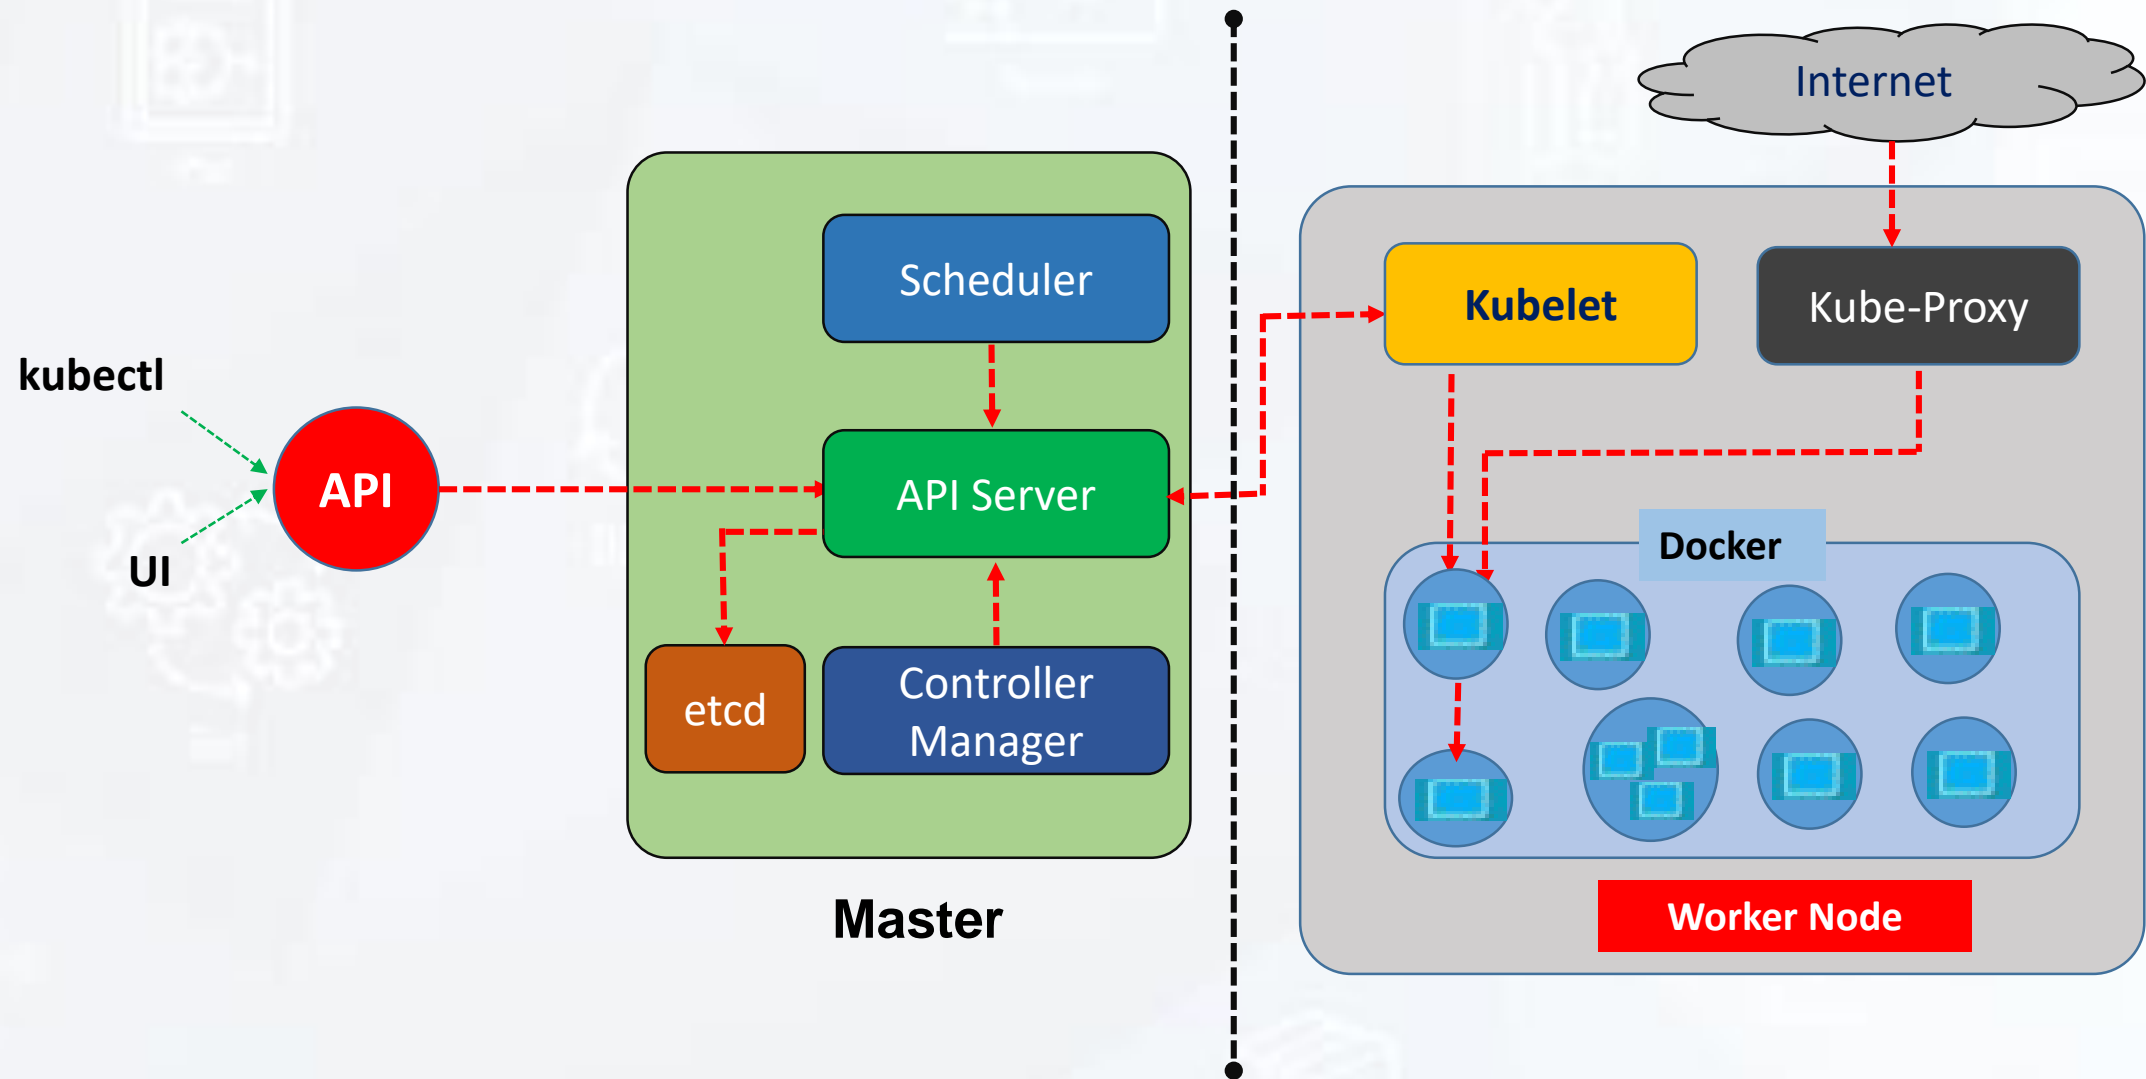 Internet
Scheduler
Kubelet
Kube-Proxy
kubectl
API
API Server
UI
Docker
etcd
Controller
Manager
Master
Worker Node